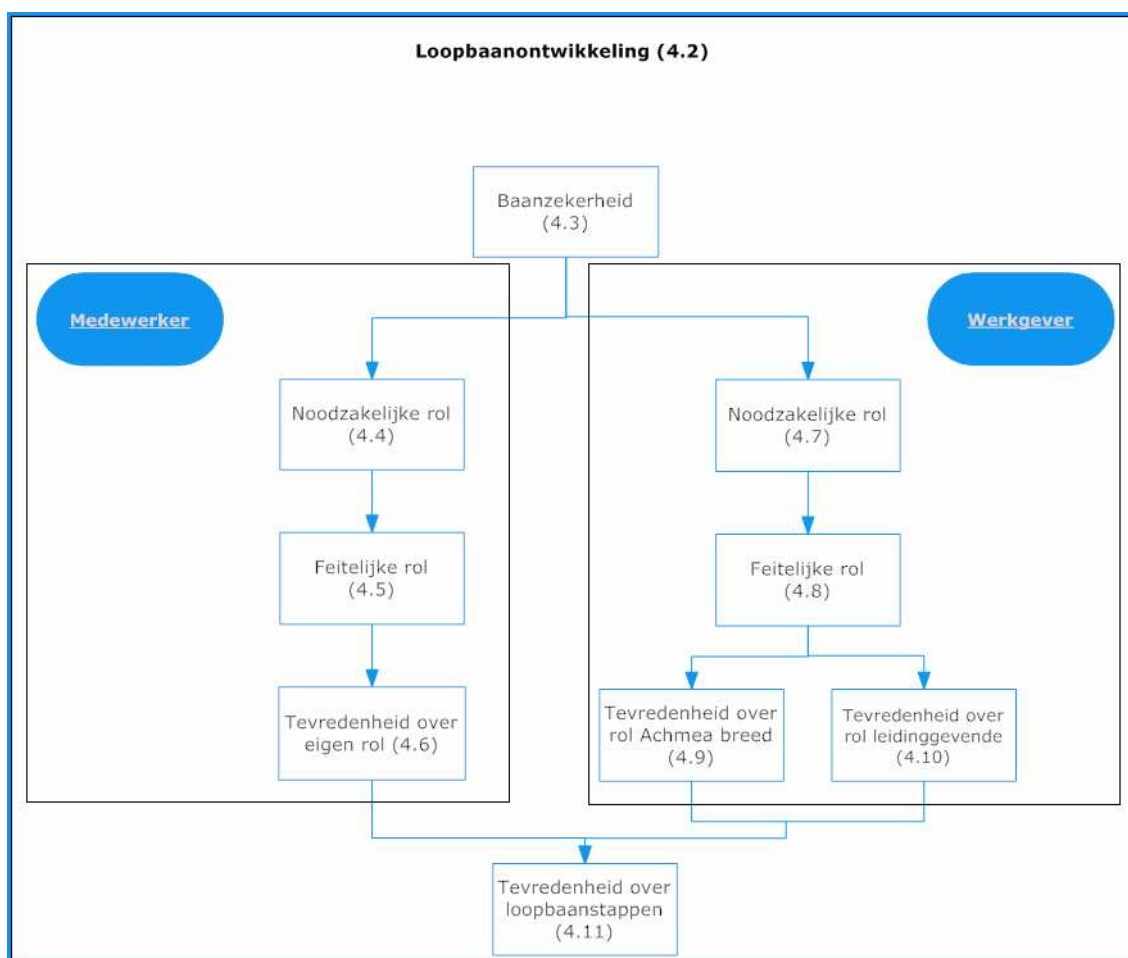 Loopbaanontwikkeling (4.2)
Baanzekerheid
(4.3)
Medewerker
Werkgever
Noodzakelijke rol
(4.4)
Noodzakelijke rol
(4.7)
Feitelijke rol
(4.5)
Feitelijke rol
(4.8)
Tevredenheid over
eigen rol (4.6)
Tevredenheid over
rol Achmea breed
(4.9)
Tevredenheid over
rol leidinggevende
(4.10)
Tevredenheid over
loopbaanstappen
(4.11)